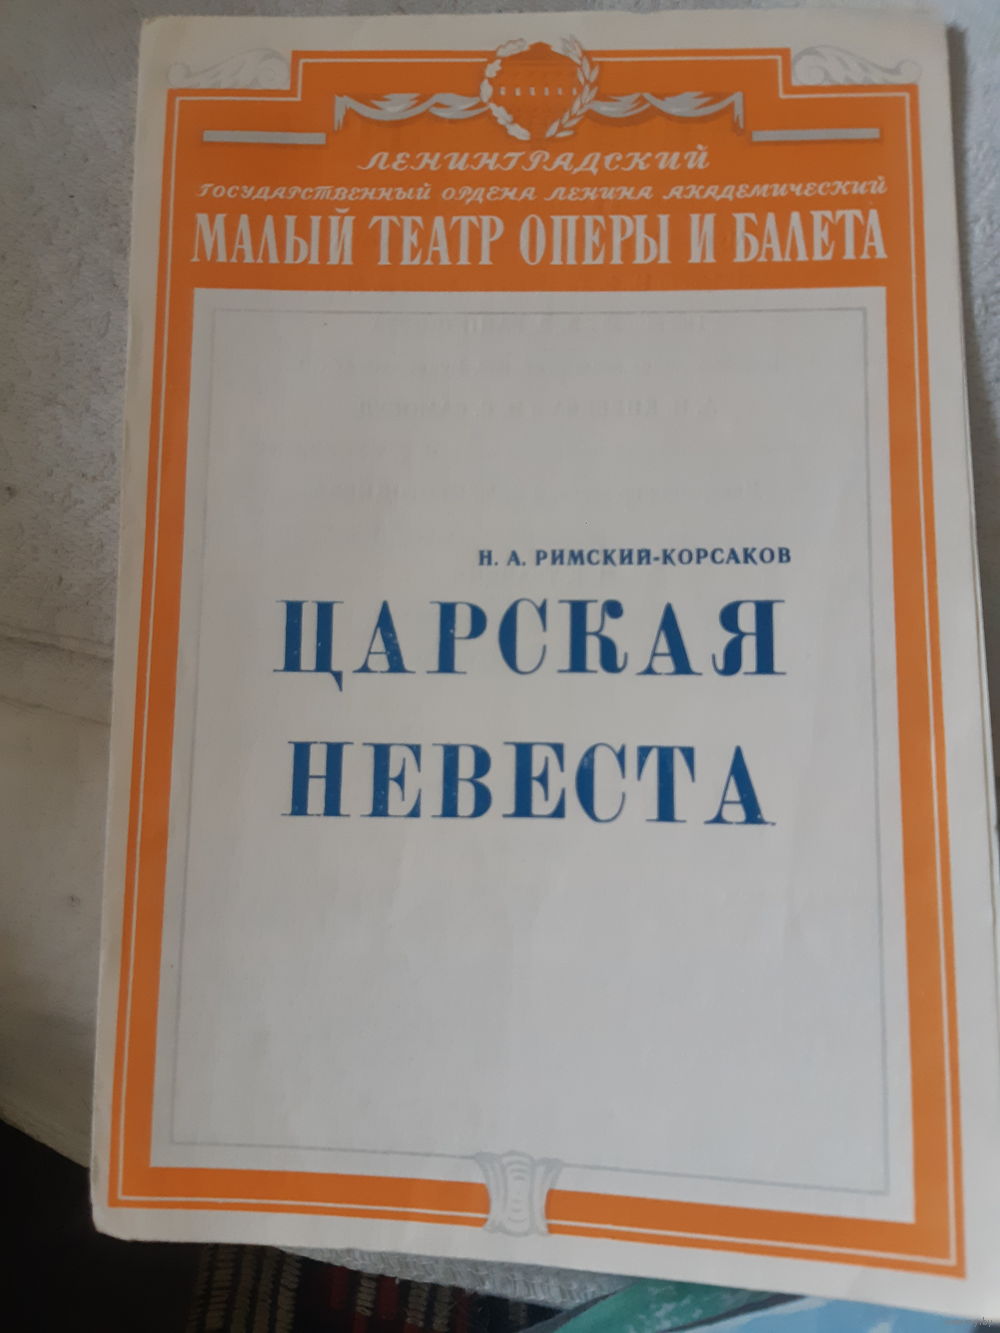 ЛЕНИНГРАДСКИЙ
ГОСУДАРСТВЕННЫЙ ОРДЕНА ЛЕНИНА АКАДЕМИЧЕСКИЙ
МАЛЫЙ ТЕАТР ОПЕРЫ И БАЛЕТА
Н. А. РИМСКИЙ-КОРСАКОВ
ЦАРСКАЯ
НЕВЕСТА